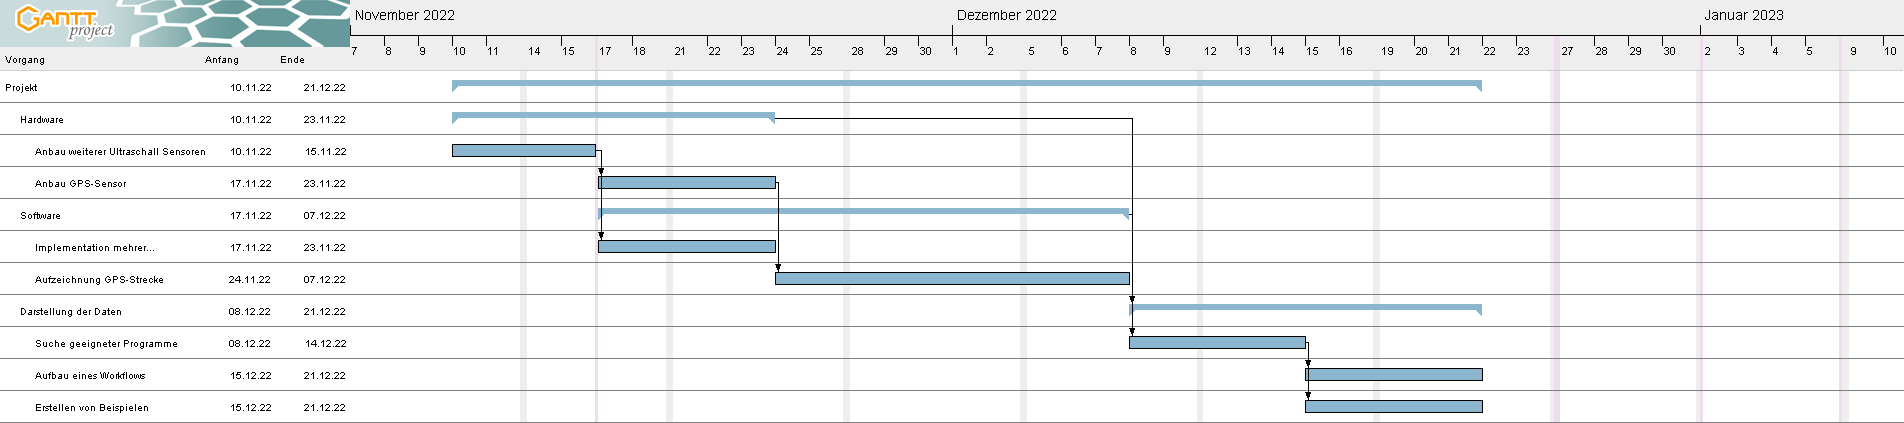 GANTT
project
November 2022 Dezember 2022 Januar 2023
7 8 9 10 11 14 15 17 18 21 22 23 24 25 28 29 30 1 2 5 6 7 8 9 12 13 14 15 16 19 20 21 22 23 27 28 29 30 2 3 4 5 9 10
Vorgang Anfang Ende
Projekt 10.11.22 21.12.22
Hardware 10.11.22 23.11.22
Anbau weiterer Ultraschall Sensoren 10.11.22 15.11.22
Anbau GPS-Sensor 17.11.22 23.11.22
Software 17.11.22 07.12.22
Implementation mehrer... 17.11.22 23.11.22
Aufzeichnung GPS-Strecke 24.11.22 07.12.22
Darstellung der Daten 08.12.22 21.12.22
Suche geeigneter Programme 08.12.22 14.12.22
Aufbau eines Workflows 15.12.22 21.12.22
Erstellen von Beispielen 15.12.22 21.12.22